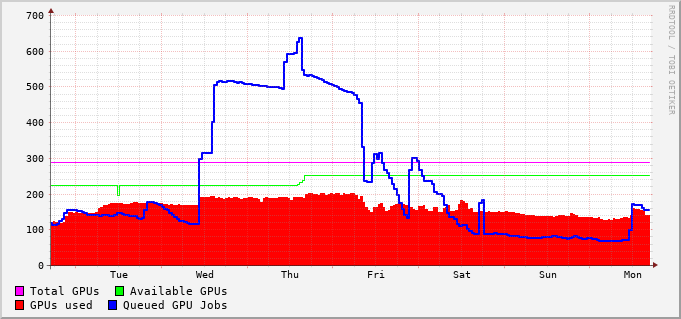 700
600
500
400
300
200
100
0
Tue Wed Thu Fri Sat Sun Mon
Total GPUs Available GPUs
GPUs used Queued GPU Jobs
RRDTOOL / TOBI OETIKER